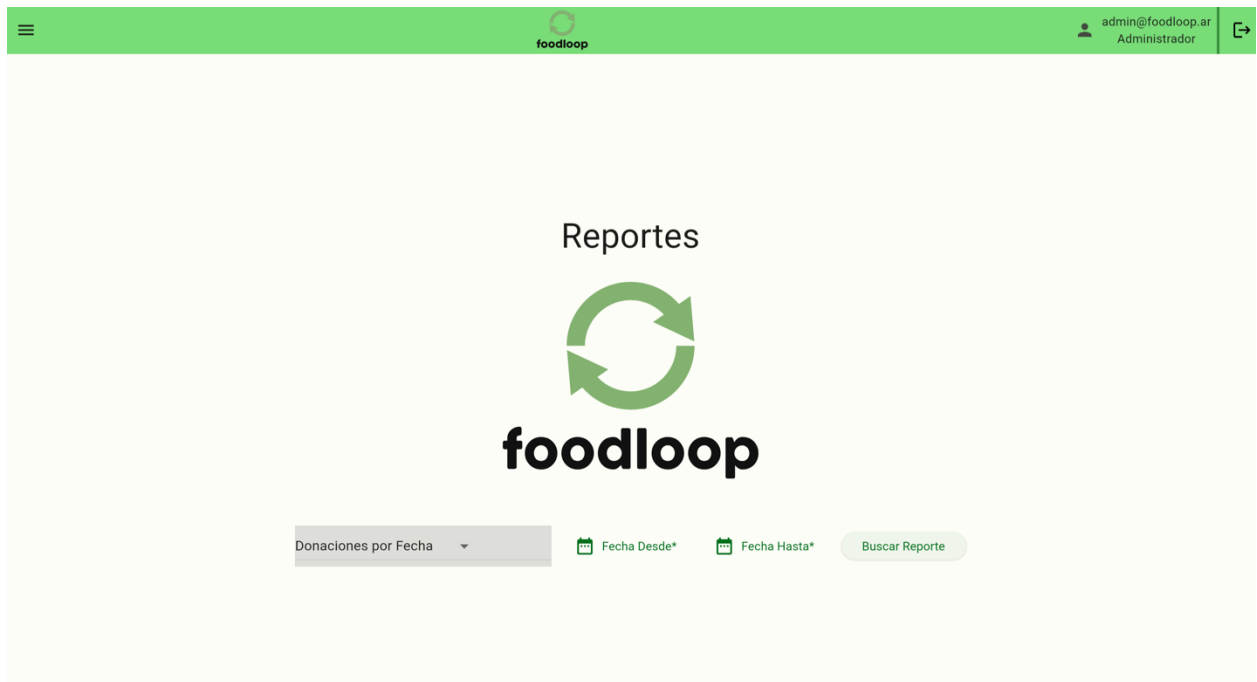 foodloop
admin@foodloop.ar
Administrador
Reportes
foodloop
Donaciones por Fecha
Fecha Desde*
Fecha Hasta*
Buscar Reporte